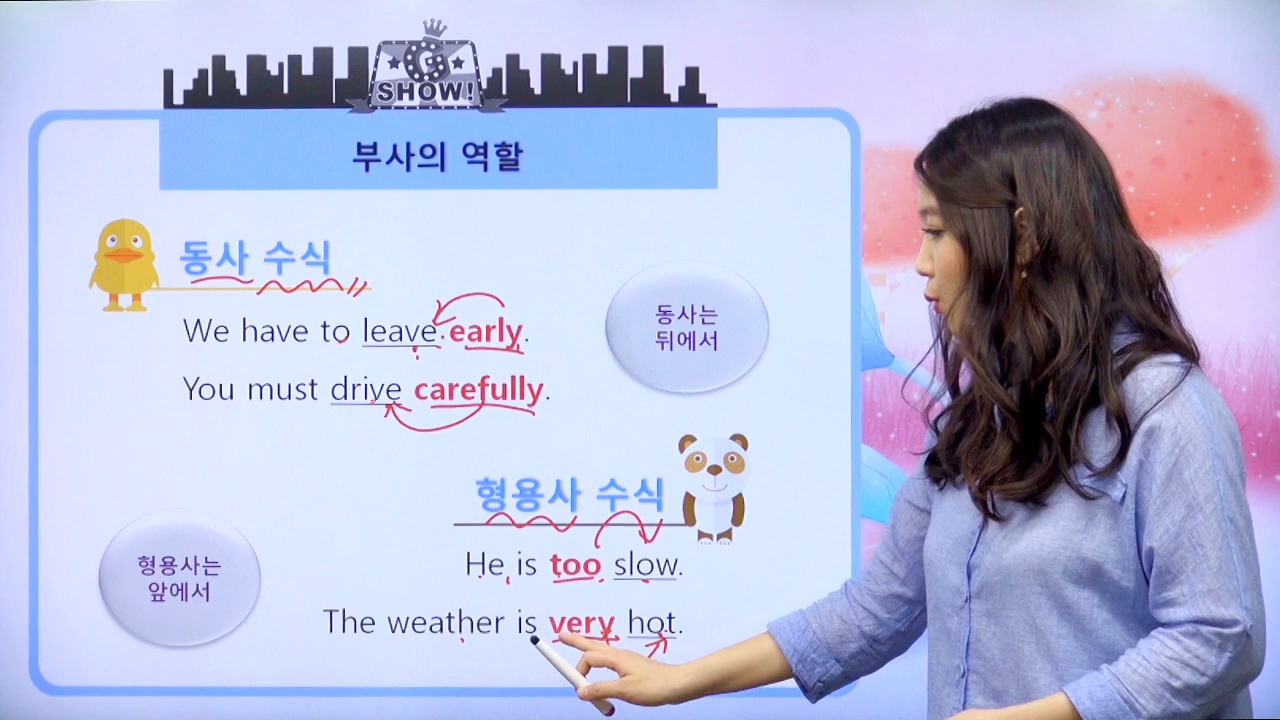 G
SHOW!
부사의 역할
동사 수식
We have to leave early.
You must drive carefully.
동사는
뒤에서
형용사 수식
He is too slow.
The weather is very hot.
형용사는
앞에서